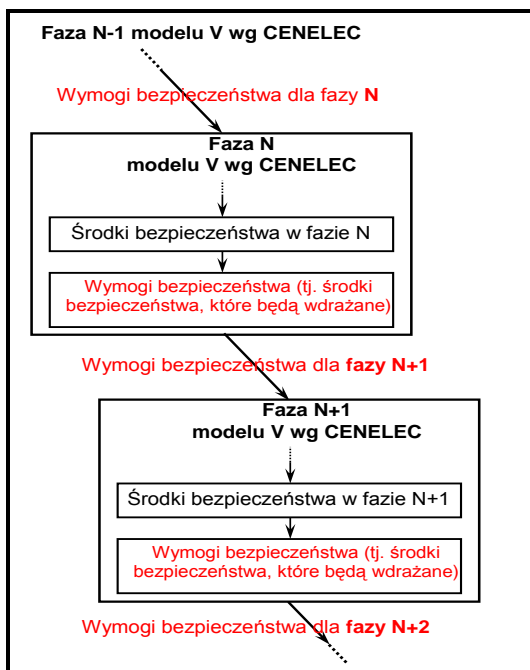 Faza N-1 modelu V wg CENELEC
Wymogi bezpieczeństwa dla fazy N
Faza N
modelu V wg CENELEC
Środki bezpieczeństwa w fazie N
Wymogi bezpieczeństwa (tj. środki
bezpieczeństwa, które będą wdrażane)
Wymogi bezpieczeństwa dla fazy N+1
Faza N+1
modelu V wg CENELEC
Środki bezpieczeństwa w fazie N+1
Wymogi bezpieczeństwa (tj. środki
bezpieczeństwa, które będą wdrażane)
Wymogi bezpieczeństwa dla fazy N+2